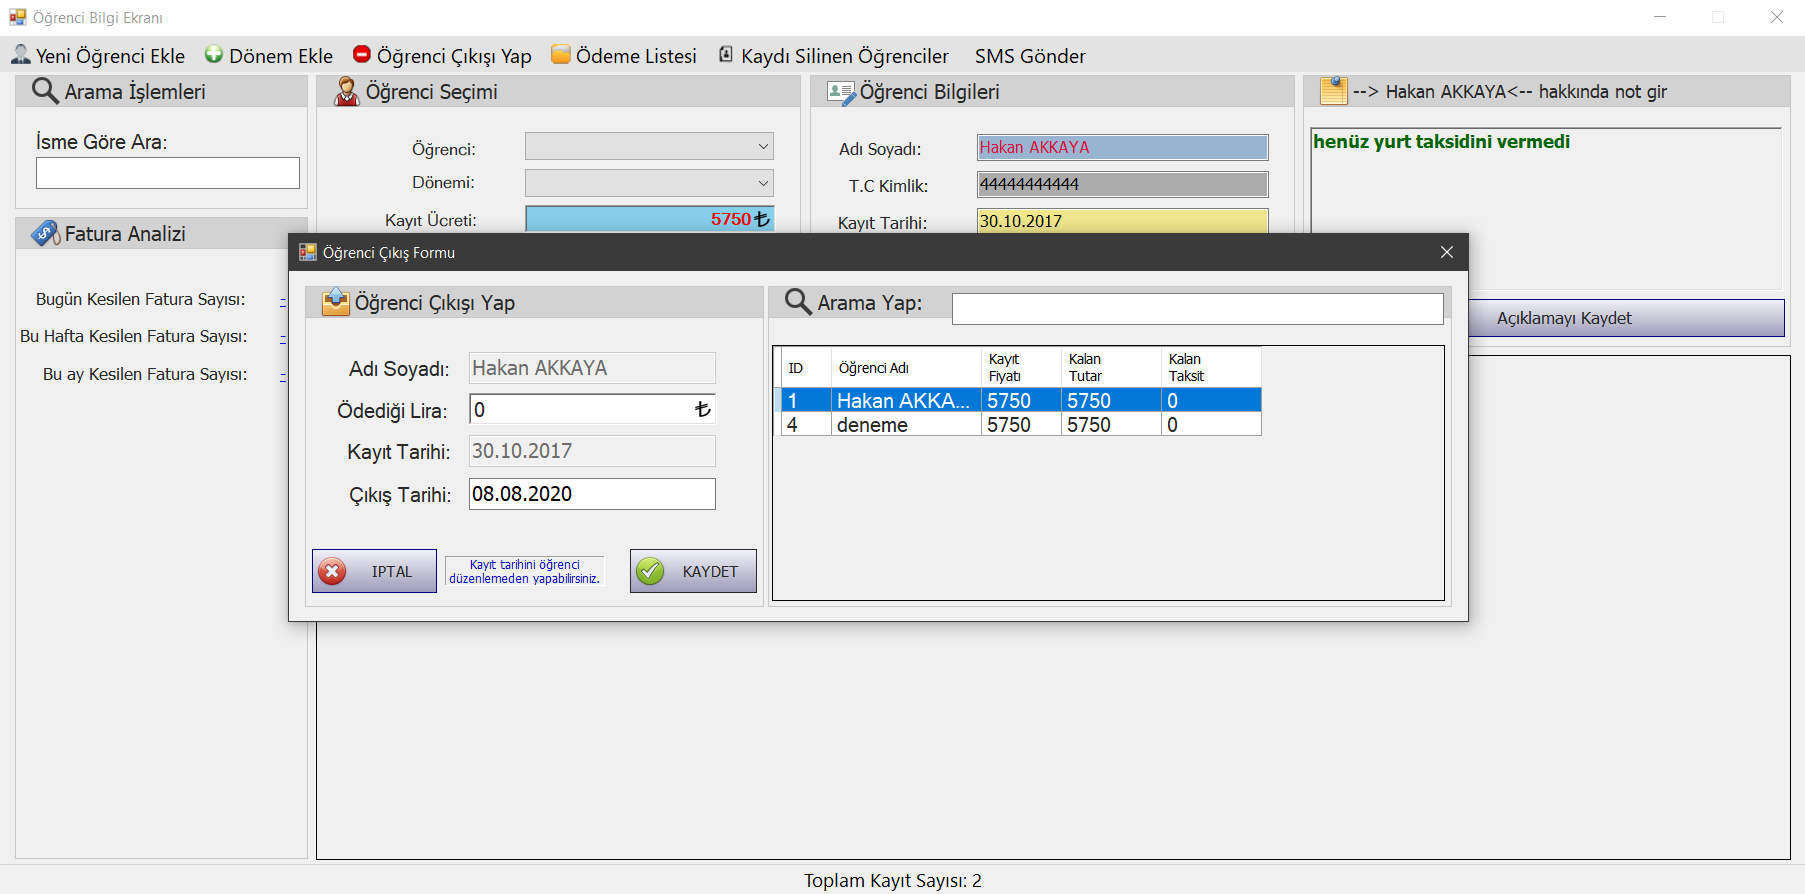 Öğrenci Bilgi Ekranı
Yeni Öğrenci Ekle Dönem Ekle Öğrenci Çıkışı Yap Ödeme Listesi Kaydı Silinen Öğrenciler SMS Gönder
Arama İşlemleri
İsme Göre Ara:
Fatura Analizi
Bugün Kesilen Fatura Sayısı: -
Bu Hafta Kesilen Fatura Sayısı: -
Bu ay Kesilen Fatura Sayısı: -
Öğrenci Seçimi
Öğrenci:
Dönemi:
Kayıt Ücreti: 5750 ₺
Öğrenci Bilgileri
Adı Soyadı: Hakan AKKAYA
T.C Kimlik: 44444444444
Kayıt Tarihi: 30.10.2017
--> Hakan AKKAYA<-- hakkında not gir
henüz yurt taksidini vermedi
Açıklamayı Kaydet
Öğrenci Çıkış Formu
Öğrenci Çıkışı Yap
Adı Soyadı: Hakan AKKAYA
Ödediği Lira: 0 ₺
Kayıt Tarihi: 30.10.2017
Çıkış Tarihi: 08.08.2020
IPTAL
Kayıt tarihini öğrenci
düzenlemeden yapabilirsiniz.
KAYDET
Arama Yap:
ID Öğrenci Adı Kayıt Fiyatı Kalan Tutar Kalan Taksit
1 Hakan AKKA... 5750 5750 0
4 deneme 5750 5750 0
Toplam Kayıt Sayısı: 2